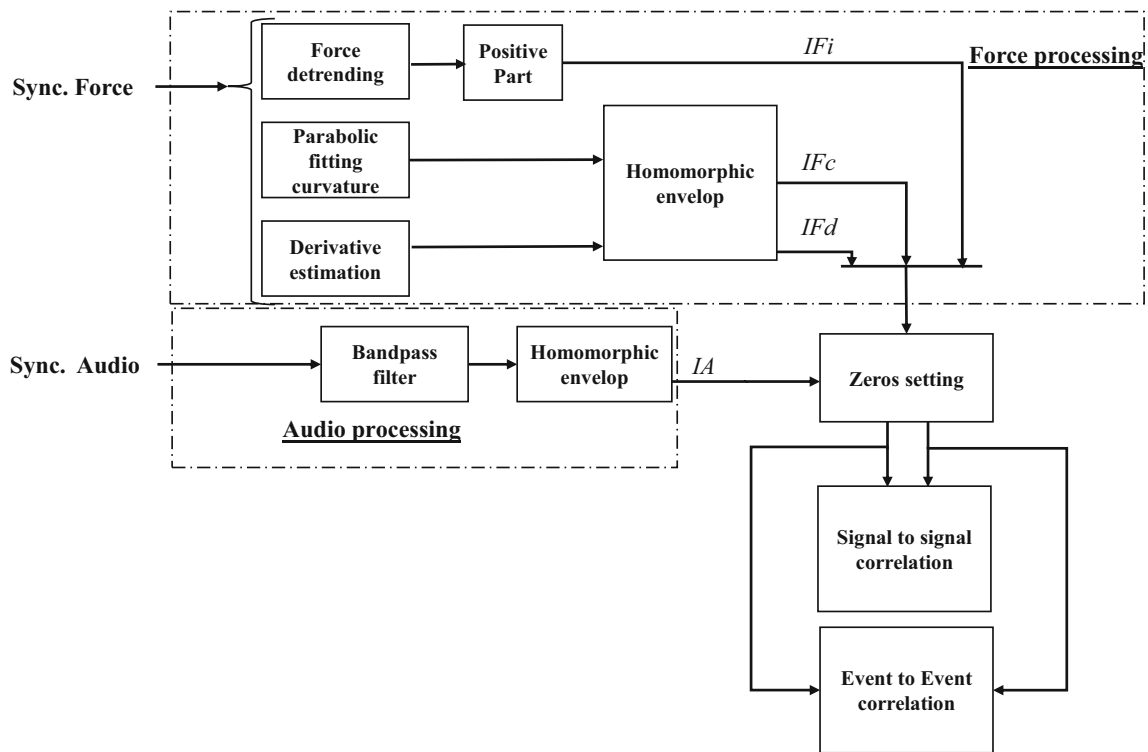 Sync. Force
Force
detrending
Positive
Part
IFi
Force processing
Parabolic
fitting
curvature
Homomorphic
envelop
IFc
IFd
Derivative
estimation
Sync. Audio
Bandpass
filter
Homomorphic
envelop
IA
Zeros setting
Audio processing
Signal to signal
correlation
Event to Event
correlation